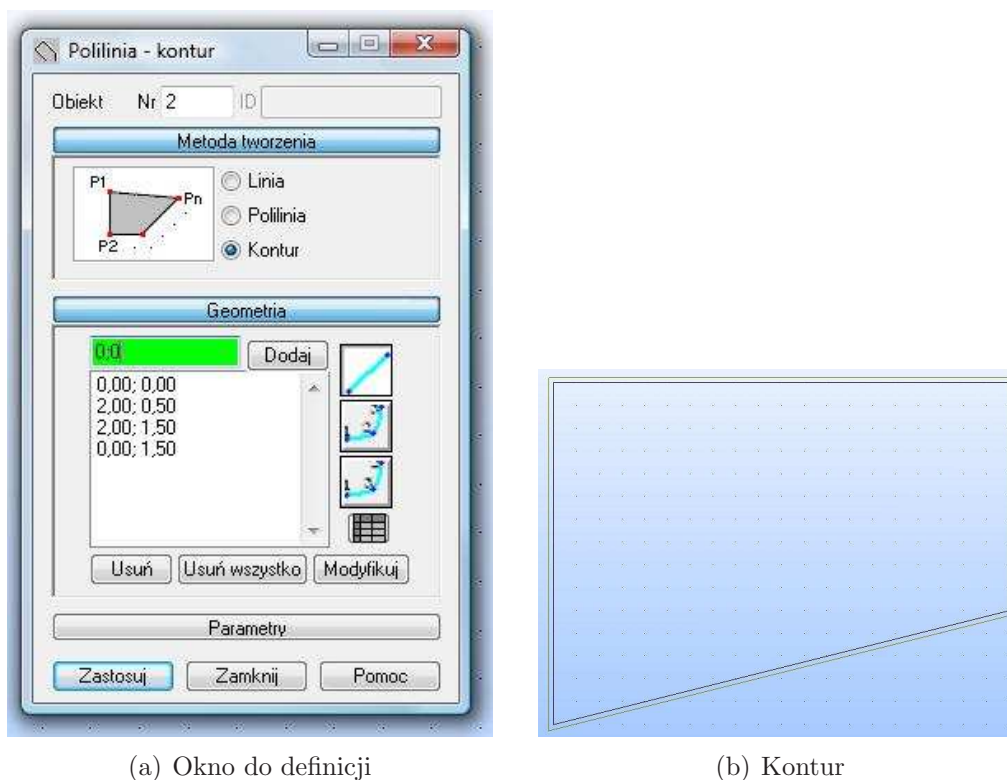 Polilinia - kontur
Obiekt Nr 2 ID
Metoda tworzenia
P1
Pn
P2
Linia
Polilinia
Kontur
Geometria
0;0
Dodaj
0,00; 0,00
2,00; 0,50
2,00; 1,50
0,00; 1,50
Usuń Usuń wszystko Modyfikuj
Parametry
Zastosuj Zamknij Pomoc
(a) Okno do definicji
(b) Kontur